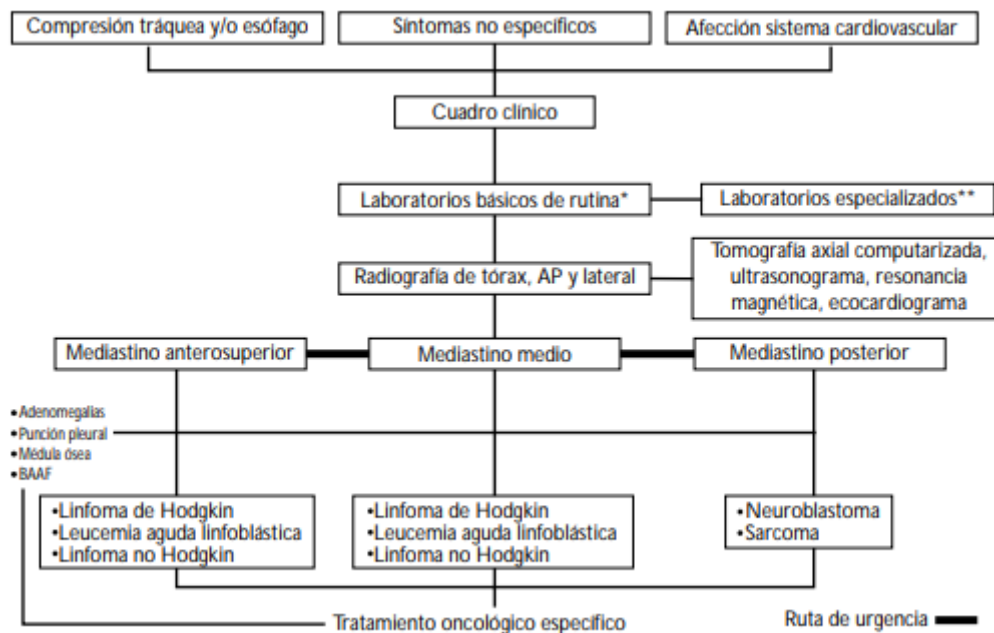 Compresión tráquea y/o esófago
Síntomas no específicos
Afección sistema cardiovascular
Cuadro clínico
Laboratorios básicos de rutina*
Laboratorios especializados**
Radiografía de tórax, AP y lateral
Tomografía axial computarizada,
ultrasonograma, resonancia
magnética, ecocardiograma
Mediastino anterosuperior
Mediastino medio
Mediastino posterior
•Adenomegalias
•Punción pleural
•Médula ósea
•BAAF
•Linfoma de Hodgkin
•Leucemia aguda linfoblástica
•Linfoma no Hodgkin
•Linfoma de Hodgkin
•Leucemia aguda linfoblástica
•Linfoma no Hodgkin
•Neuroblastoma
•Sarcoma
Tratamiento oncológico específico
Ruta de urgencia